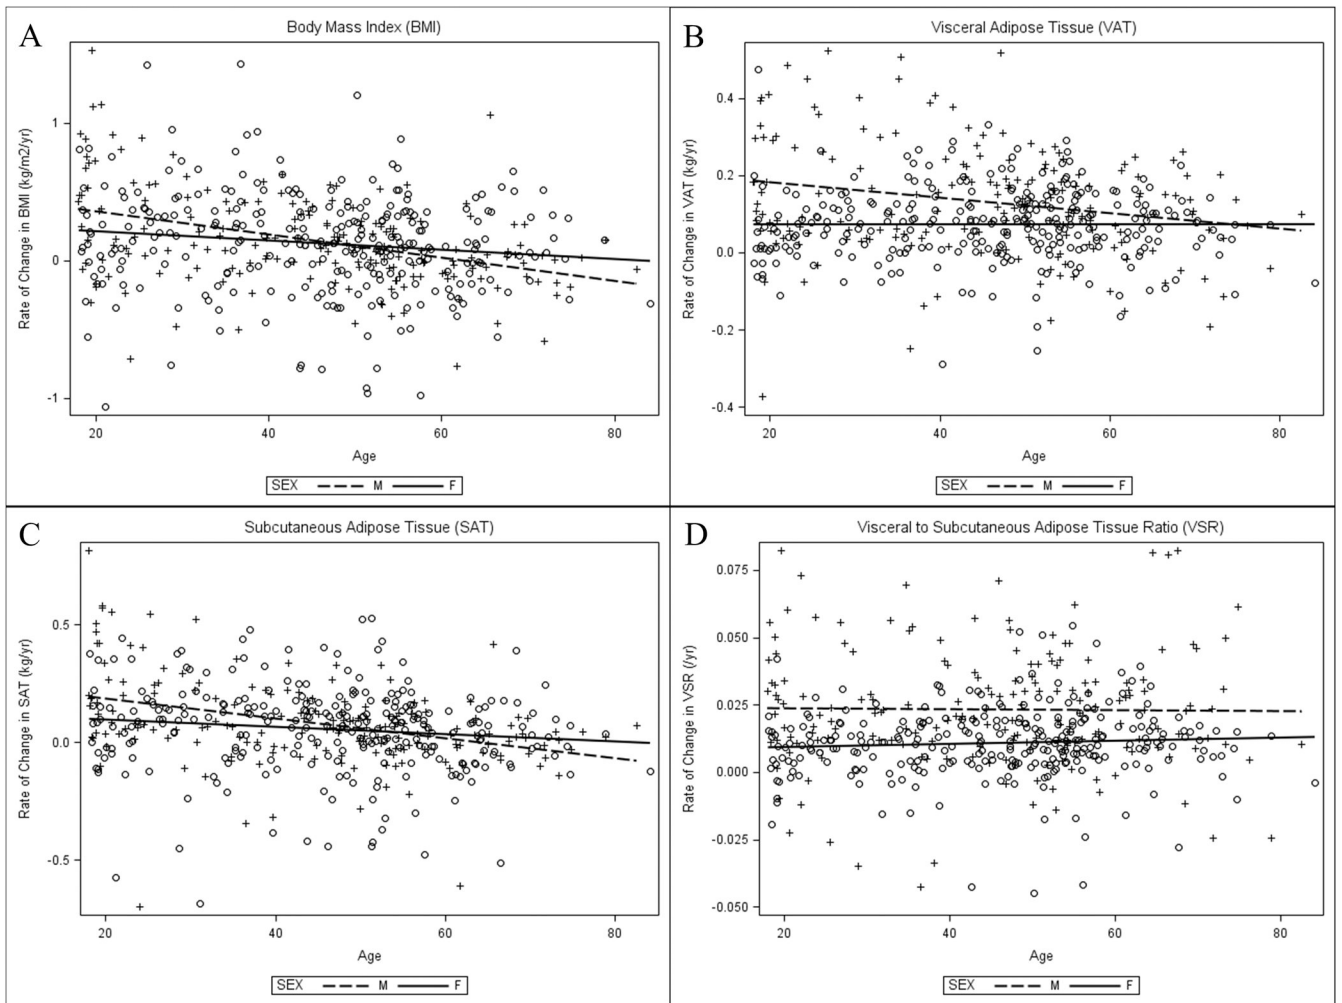 A
Body Mass Index (BMI)
Rate of Change in BMI (kg/m2/yr)
1
0
-1
20 40 60 80
Age
SEX M F
B
Visceral Adipose Tissue (VAT)
Rate of Change in VAT (kg/yr)
0.4
0.2
0.0
-0.2
-0.4
20 40 60 80
Age
SEX M F
C
Subcutaneous Adipose Tissue (SAT)
Rate of Change in SAT (kg/yr)
0.5
0.0
-0.5
20 40 60 80
Age
SEX M F
D
Visceral to Subcutaneous Adipose Tissue Ratio (VSR)
Rate of Change in VSR (/yr)
0.075
0.050
0.025
0.000
-0.025
-0.050
20 40 60 80
Age
SEX M F